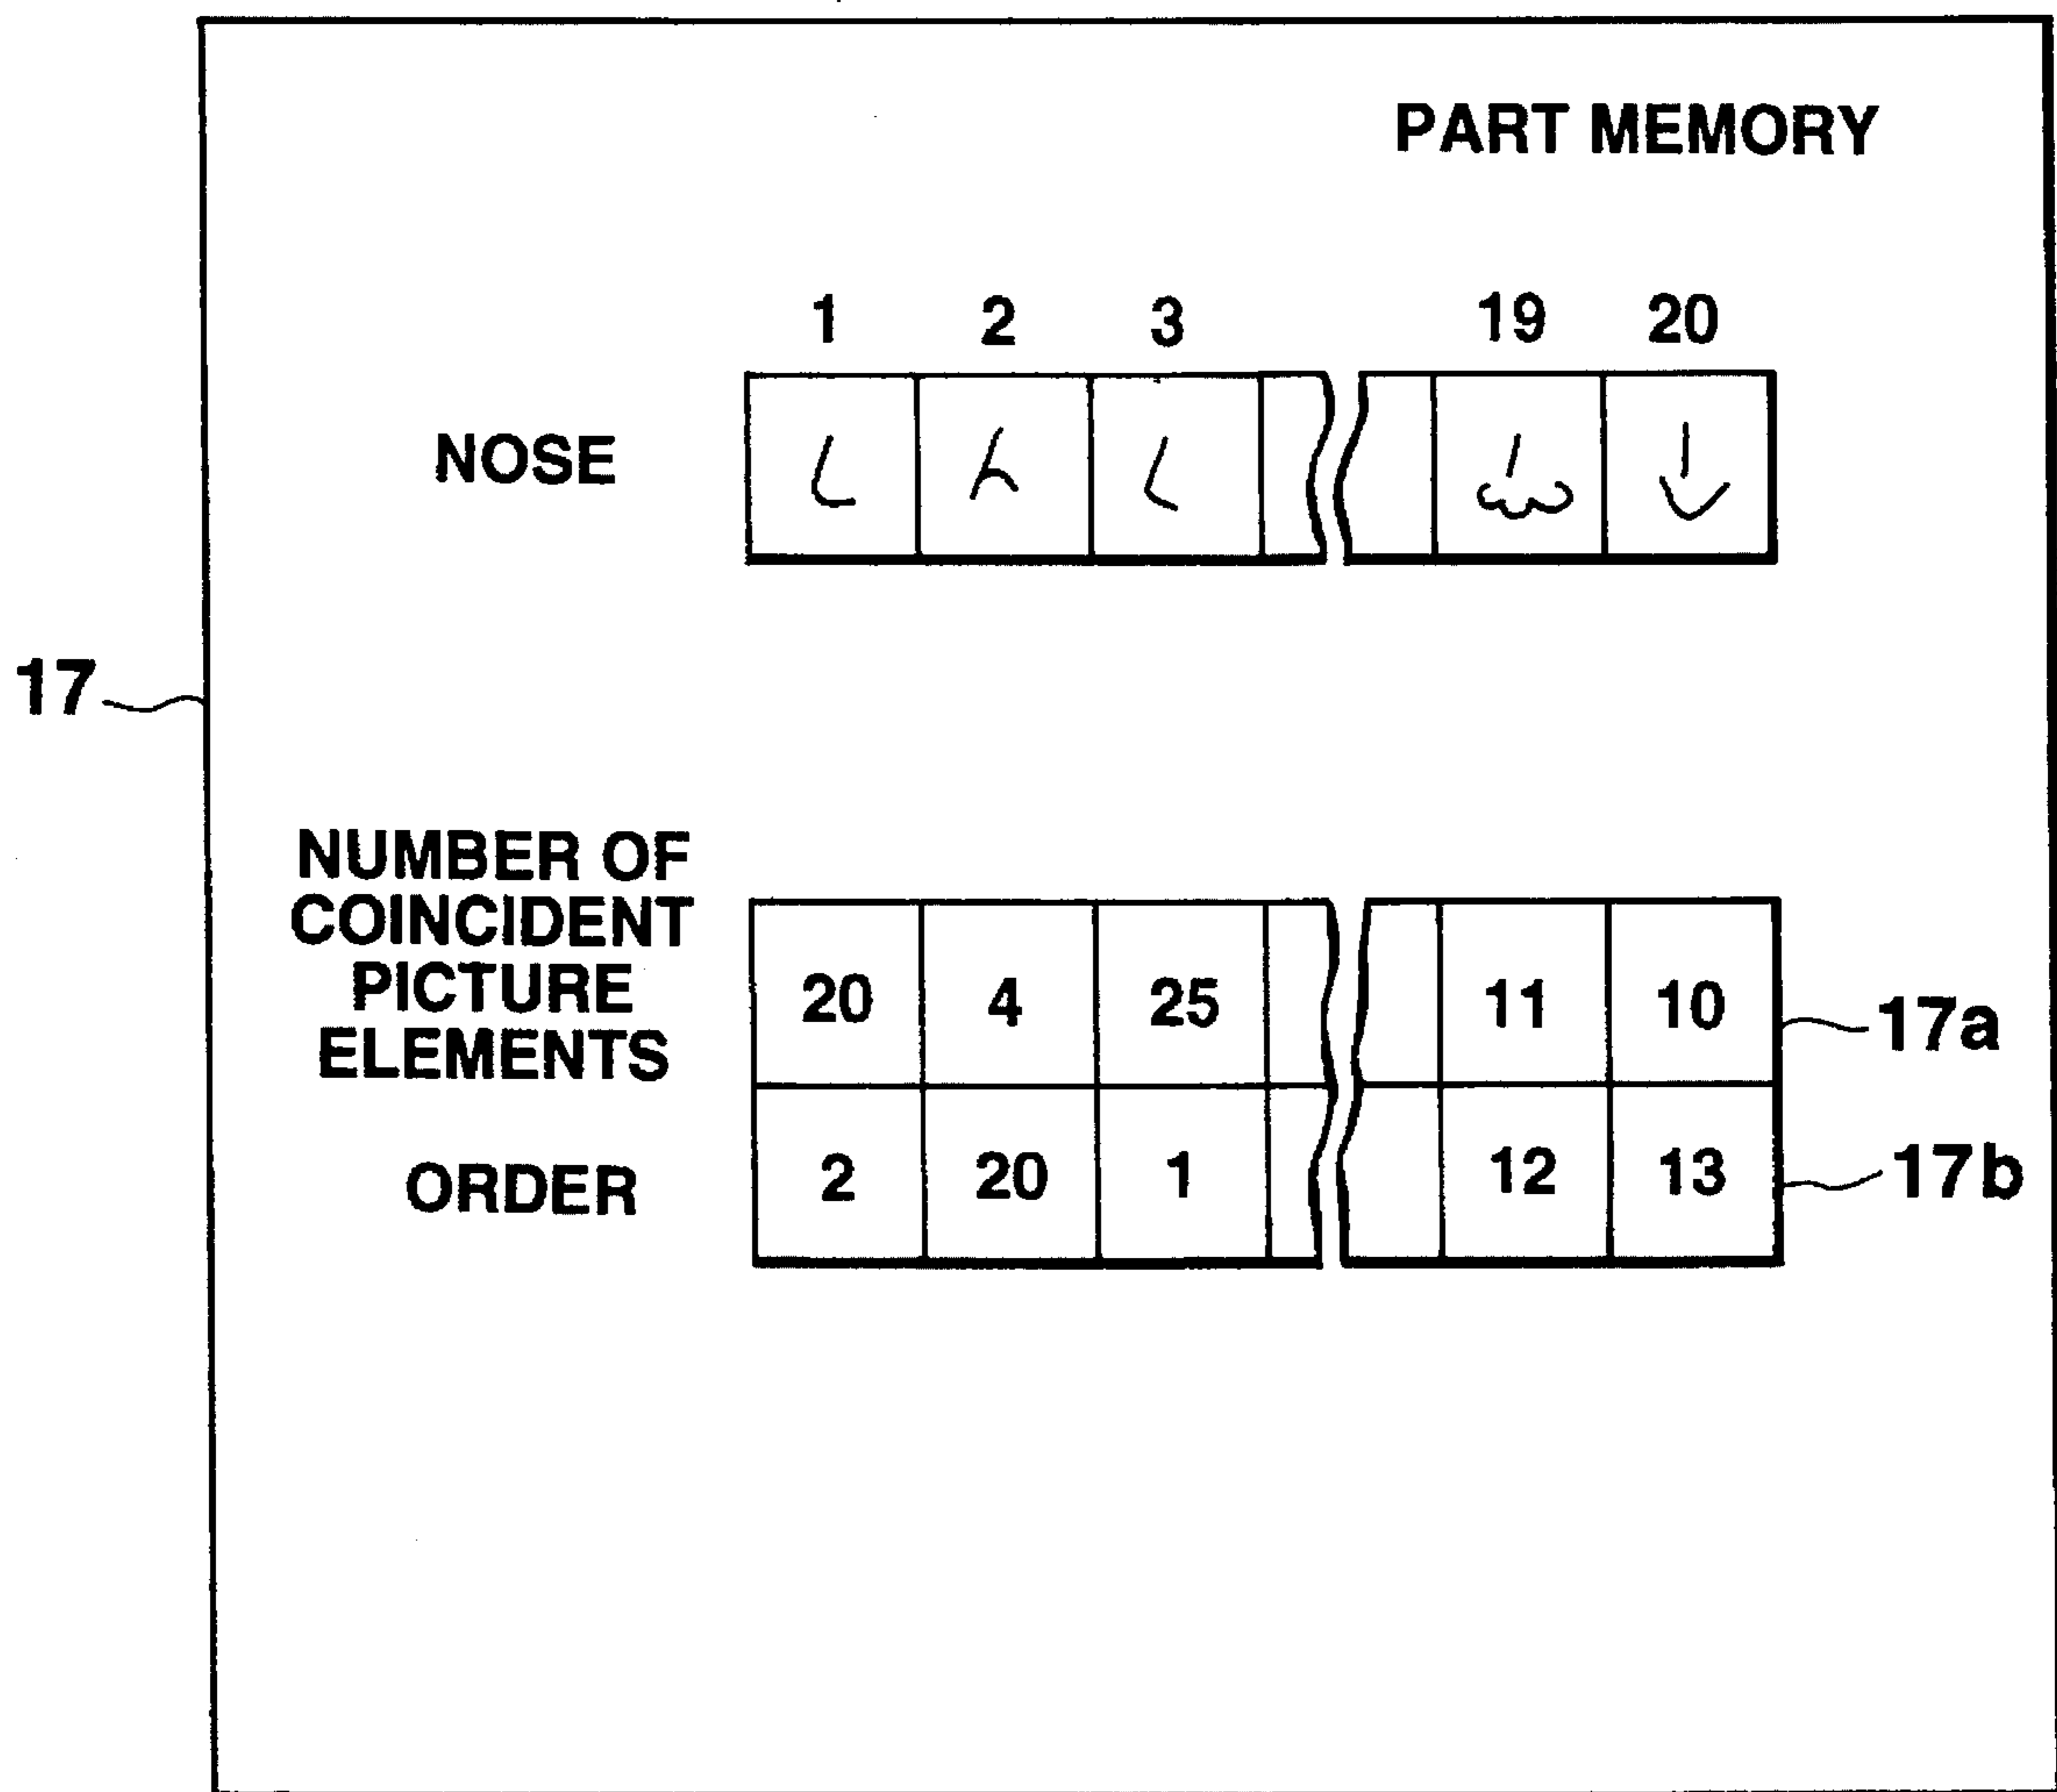 PART MEMORY
1 2 3 19 20
NOSE
17
NUMBER OF
COINCIDENT
PICTURE
ELEMENTS
20 4 25 11 10
17a
ORDER
2 20 1 12 13
17b